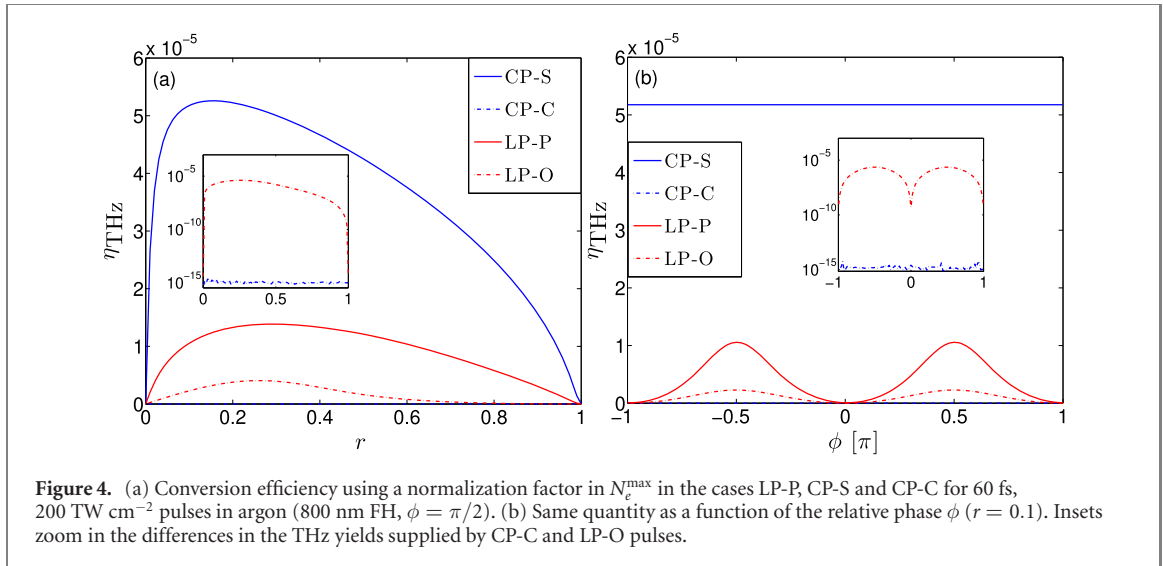 6 x 10⁻⁵
(a)
CP-S
CP-C
LP-P
LP-O
5
4
3
2
1
0
η_THz
10⁻⁵
10⁻¹⁰
10⁻¹⁵
0 0.5 1
0 0.2 0.4 0.6 0.8 1
r
6 x 10⁻⁵
(b)
CP-S
CP-C
LP-P
LP-O
5
4
3
2
1
0
η_THz
10⁻⁵
10⁻¹⁰
10⁻¹⁵
-1 0 1
-1 -0.5 0 0.5 1
ϕ [π]
Figure 4. (a) Conversion efficiency using a normalization factor in N_e^max in the cases LP-P, CP-S and CP-C for 60 fs,
200 TW cm⁻² pulses in argon (800 nm FH, ϕ = π/2). (b) Same quantity as a function of the relative phase ϕ (r = 0.1). Insets
zoom in the differences in the THz yields supplied by CP-C and LP-O pulses.